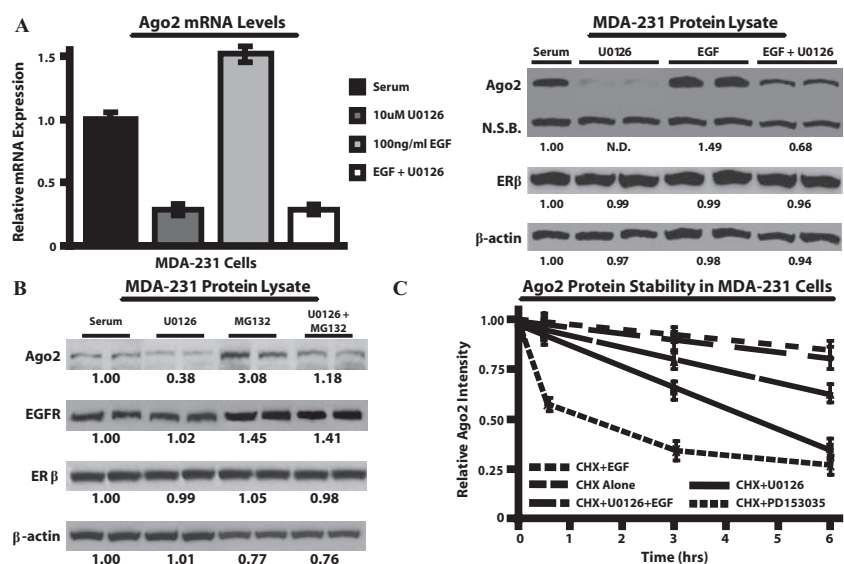 A
Ago2 mRNA Levels
Relative mRNA Expression
1.5
1.0
0.5
0
MDA-231 Cells
Serum
10uM U0126
100ng/ml EGF
EGF + U0126
MDA-231 Protein Lysate
Serum U0126 EGF EGF + U0126
Ago2
N.S.B.
1.00 N.D. 1.49 0.68
ERβ
1.00 0.99 0.99 0.96
β-actin
1.00 0.97 0.98 0.94
B
MDA-231 Protein Lysate
Serum U0126 MG132 U0126 +
MG132
Ago2
1.00 0.38 3.08 1.18
EGFR
1.00 1.02 1.45 1.41
ER β
1.00 0.99 1.05 0.98
β-actin
1.00 1.01 0.77 0.76
C
Ago2 Protein Stability in MDA-231 Cells
Relative Ago2 Intensity
1.00
0.75
0.50
0.25
0 1 2 3 4 5 6
Time (hrs)
CHX+EGF
CHX Alone
CHX+U0126+EGF
CHX+U0126
CHX+PD153035